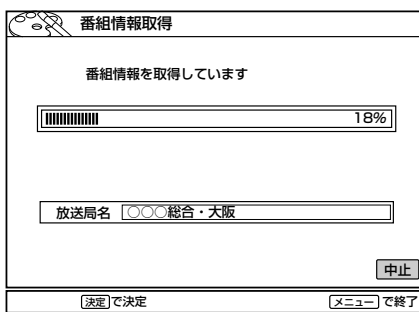 番組情報取得
番組情報を取得しています
18%
放送局名 ○○○総合・大阪
中止
決定で決定 メニューで終了